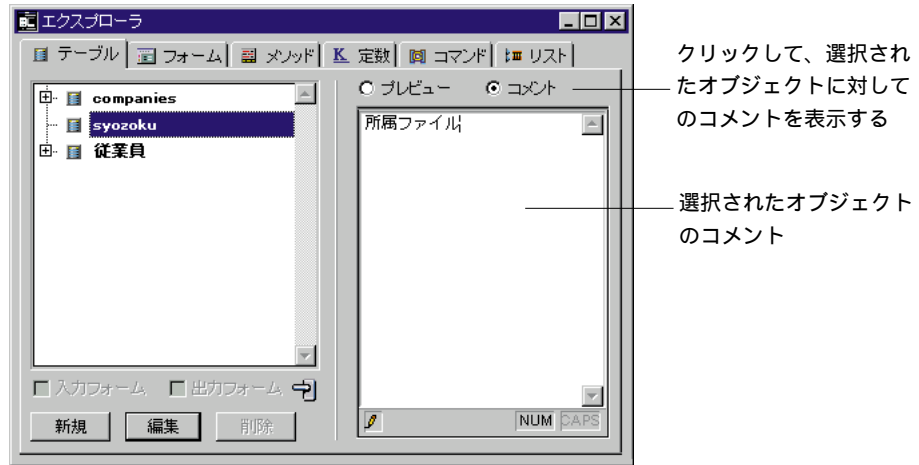 エクスプローラ
テーブル フォーム メソッド K 定数 コマンド リスト
companies
syozoku
従業員
プレビュー コメント
所属ファイル
入力フォーム 出力フォーム
新規 編集 削除
NUM CAPS
クリックして、選択され
たオブジェクトに対して
のコメントを表示する
選択されたオブジェクト
のコメント